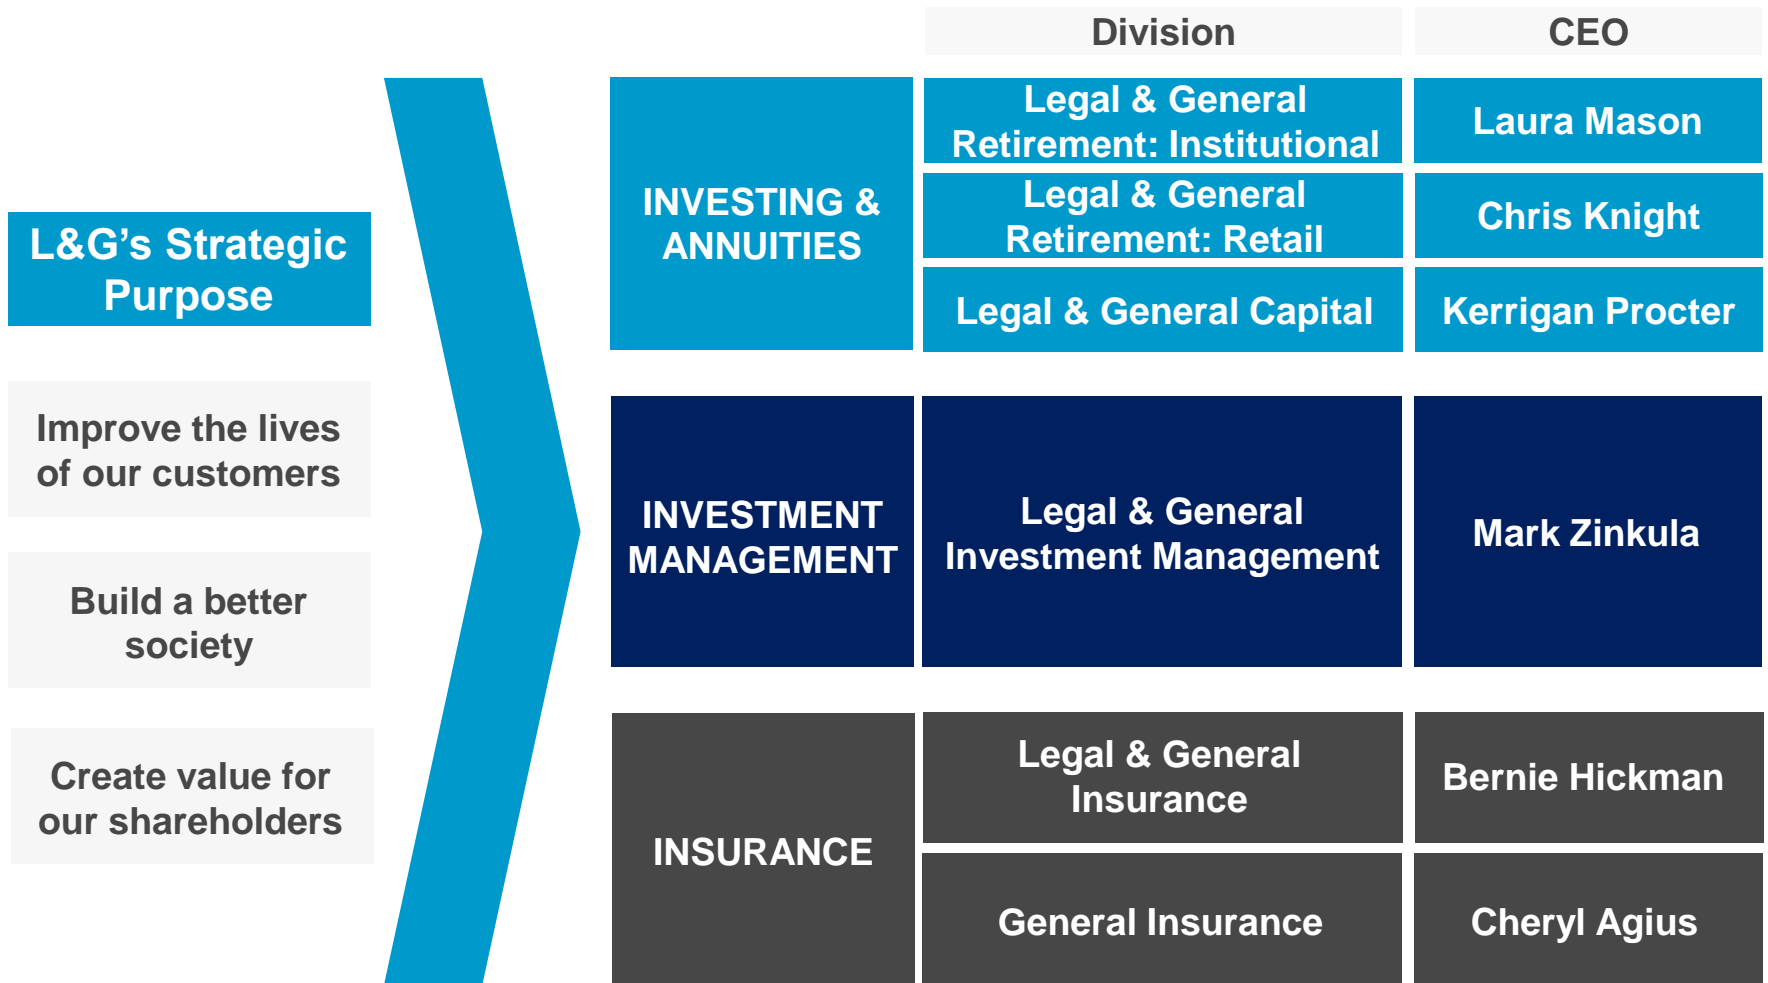 Division
CEO
L&G’s Strategic
Purpose
Improve the lives
of our customers
Build a better
society
Create value for
our shareholders
INVESTING &
ANNUITIES
Legal & General
Retirement: Institutional
Laura Mason
Legal & General
Retirement: Retail
Chris Knight
Legal & General Capital
Kerrigan Procter
INVESTMENT
MANAGEMENT
Legal & General
Investment Management
Mark Zinkula
INSURANCE
Legal & General
Insurance
Bernie Hickman
General Insurance
Cheryl Agius